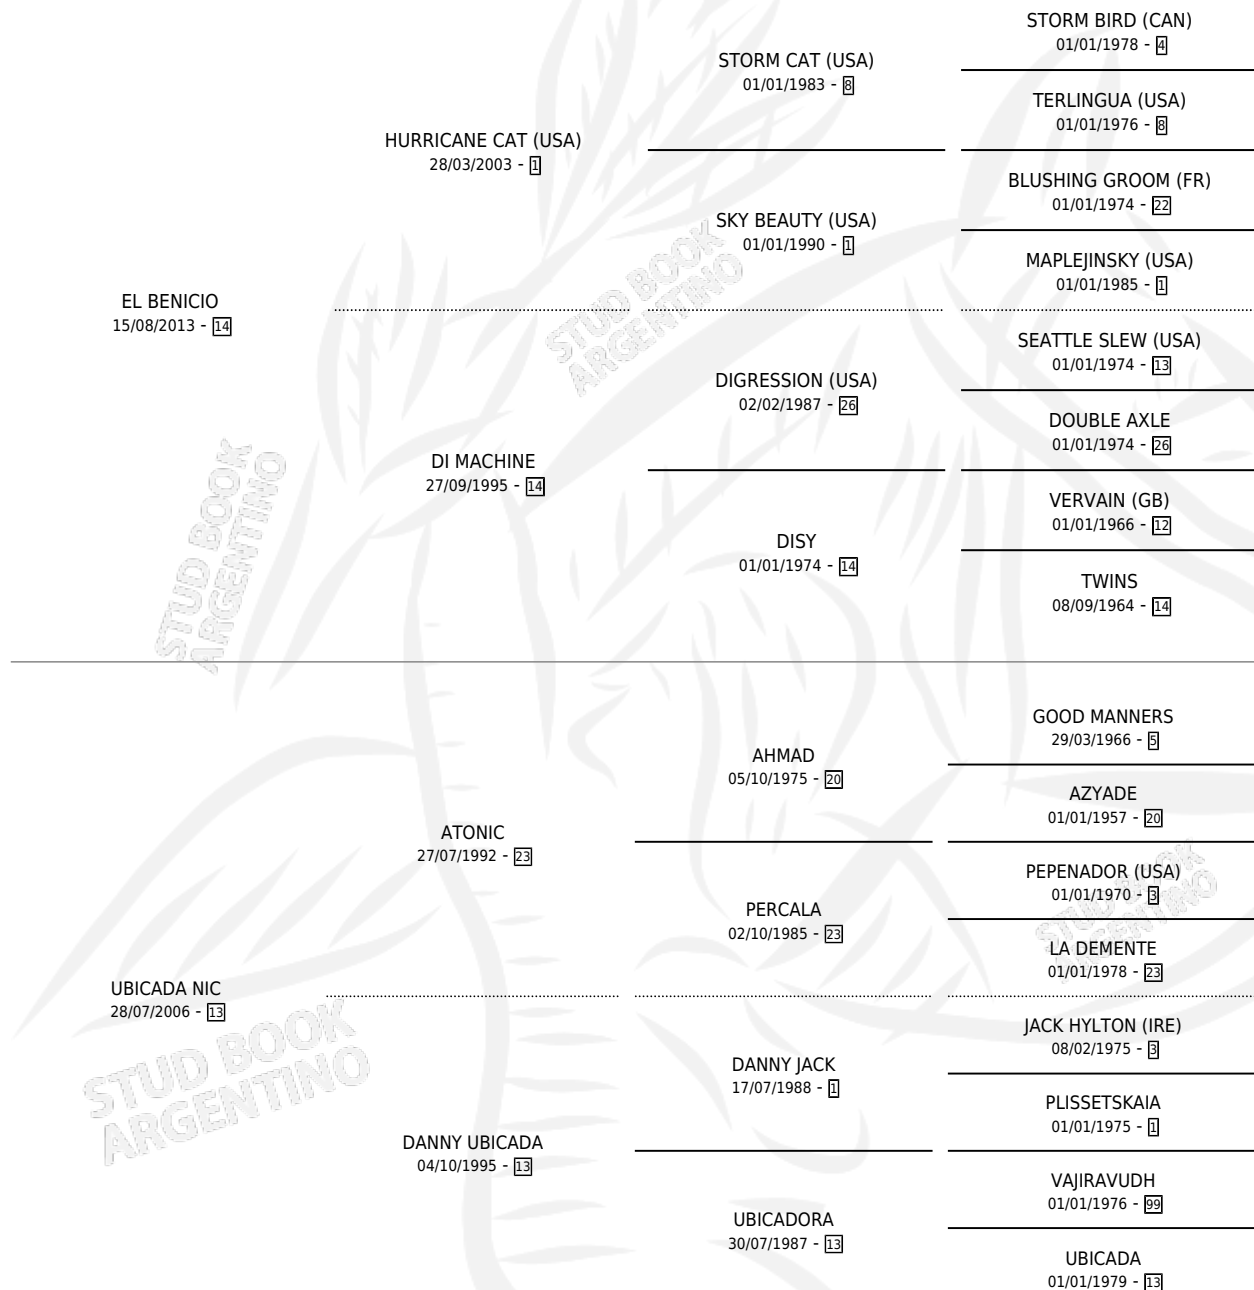 STORM BIRD (CAN)
01/01/1978 - 4
STORM CAT (USA)
01/01/1983 - 8
TERLINGUA (USA)
01/01/1976 - 8
HURRICANE CAT (USA)
28/03/2003 - 1
BLUSHING GROOM (FR)
01/01/1974 - 22
SKY BEAUTY (USA)
01/01/1990 - 1
MAPLEJINSKY (USA)
01/01/1985 - 1
EL BENICIO
15/08/2013 - 14
STUD BOOK
ARGENTINO
SEATTLE SLEW (USA)
01/01/1974 - 13
DIGRESSION (USA)
02/02/1987 - 26
DOUBLE AXLE
01/01/1974 - 26
DI MACHINE
27/09/1995 - 14
VERVAIN (GB)
01/01/1966 - 12
DISY
01/01/1974 - 14
TWINS
08/09/1964 - 14
STUD BOOK
ARGENTINO
GOOD MANNERS
29/03/1966 - 5
AHMAD
05/10/1975 - 20
AZYADE
01/01/1957 - 20
ATONIC
27/07/1992 - 23
PEPENADOR (USA)
01/01/1970 - 3
PERCALA
02/10/1985 - 23
STUD BOOK
ARGENTINO
LA DEMENTE
01/01/1978 - 23
UBICADA NIC
28/07/2006 - 13
JACK HYLTON (IRE)
08/02/1975 - 3
STUD BOOK
ARGENTINO
DANNY JACK
17/07/1988 - 1
PLISSETSKAIA
01/01/1975 - 1
DANNY UBICADA
04/10/1995 - 13
VAJIRAVUDH
01/01/1976 - 99
UBICADORA
30/07/1987 - 13
UBICADA
01/01/1979 - 13